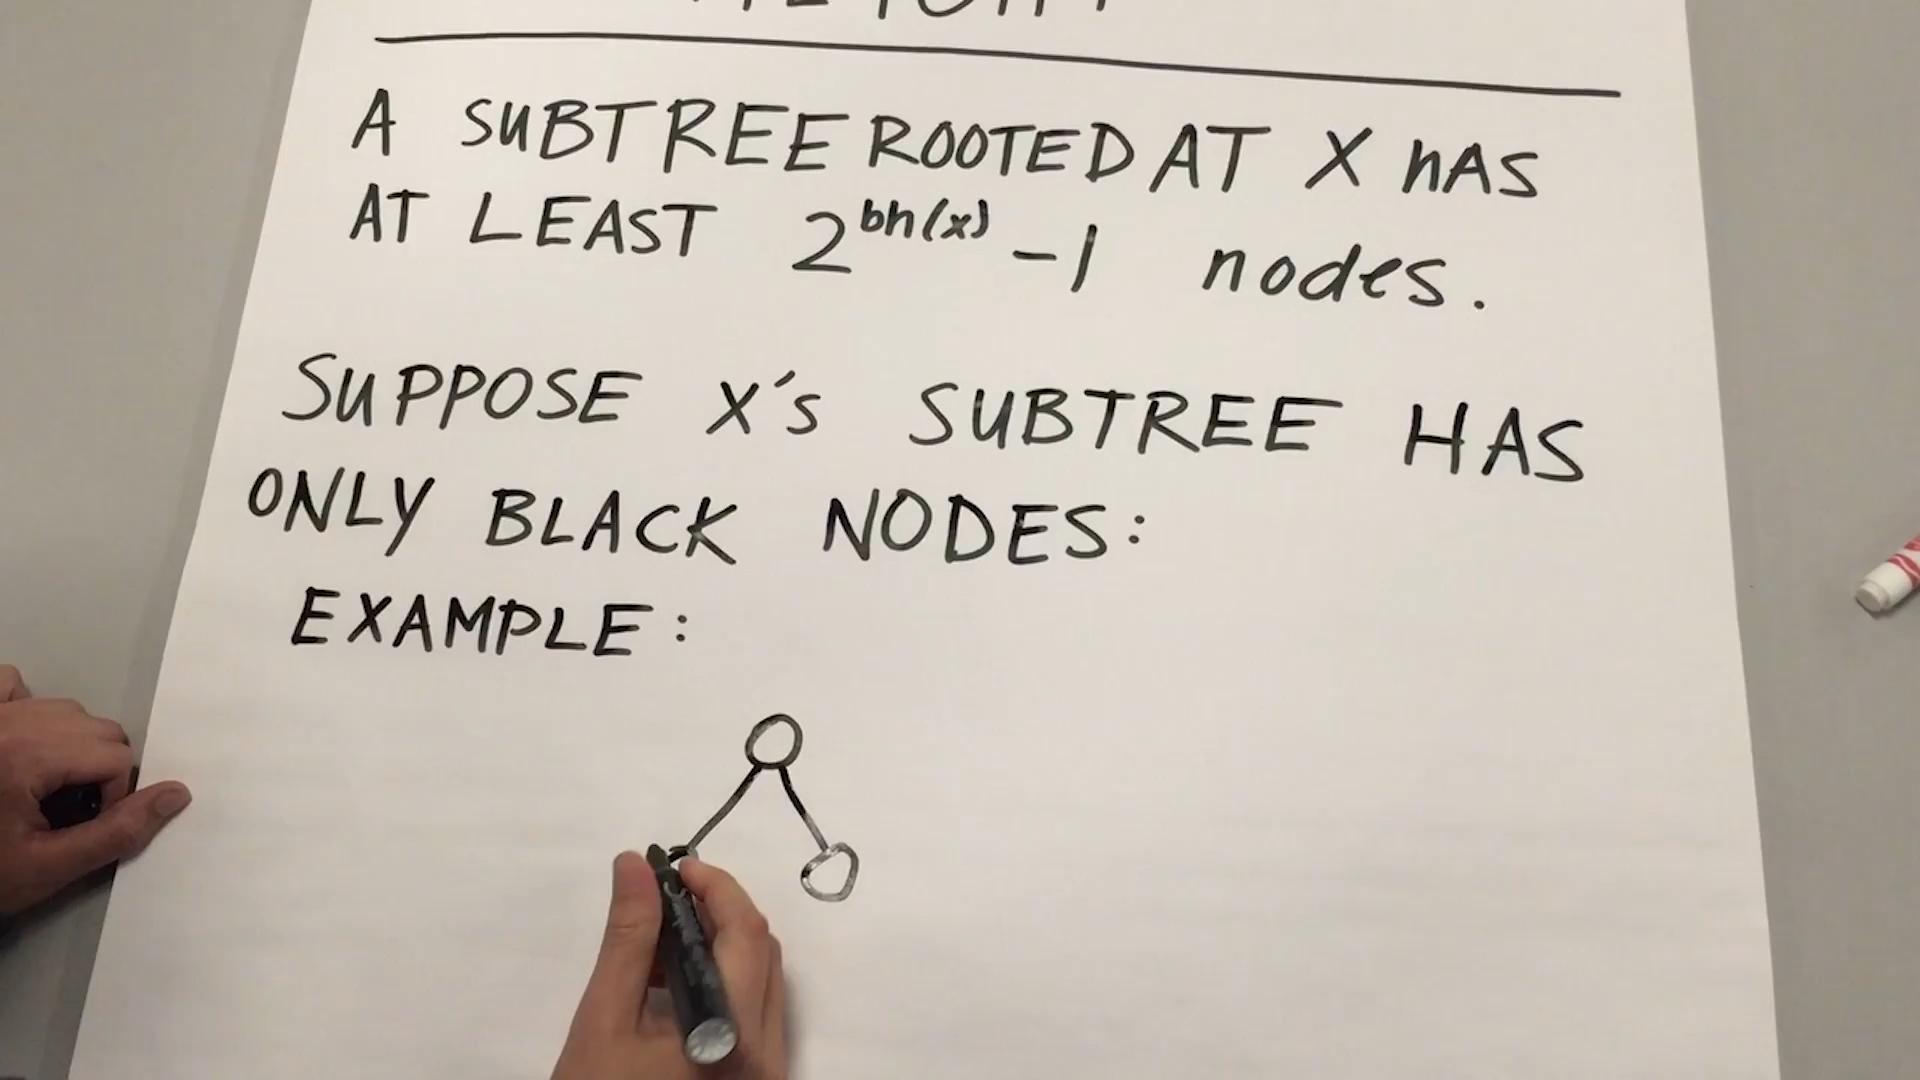 A SUBTREE ROOTED AT X hAS
AT LEAST 2^bh(x) - 1 nodes.
SUPPOSE X's SUBTREE HAS
ONLY BLACK NODES:
EXAMPLE: